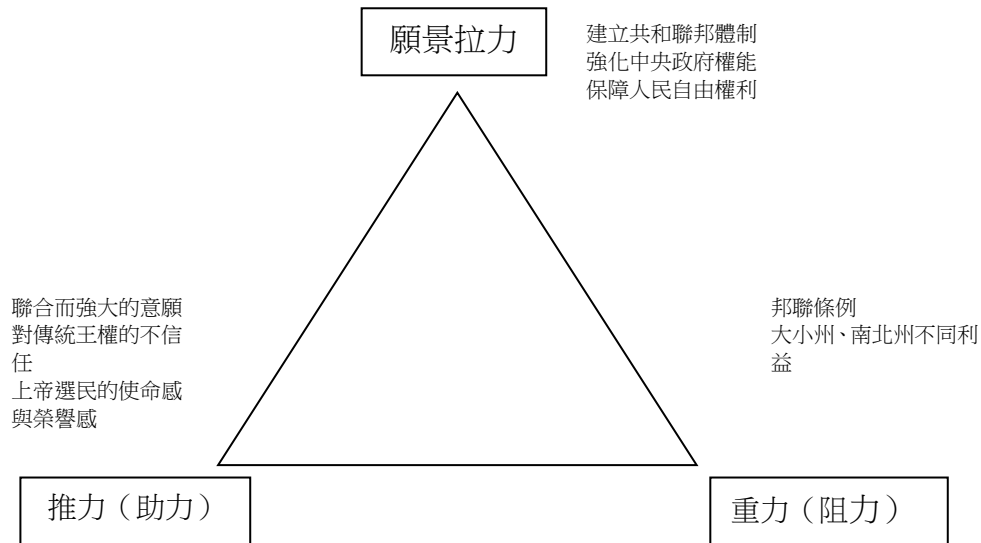 願景拉力
建立共和聯邦體制
強化中央政府權能
保障人民自由權利
聯合而強大的意願
對傳統王權的不信
任
上帝選民的使命感
與榮譽感
邦聯條例
大小州、南北州不同利
益
推力（助力）
重力（阻力）